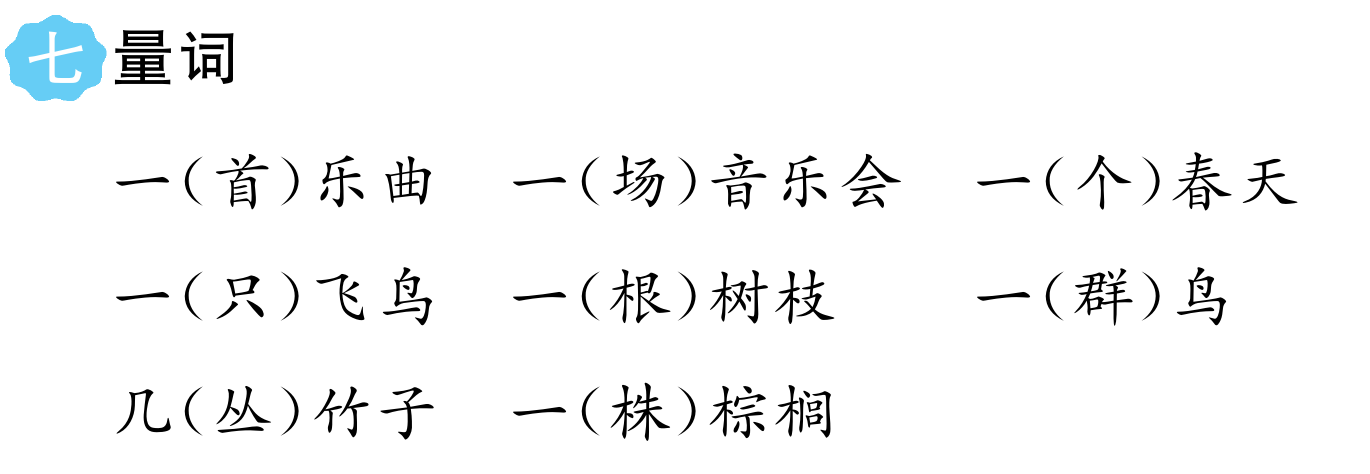 七 量词
一(首)乐曲 一(场)音乐会 一(个)春天
一(只)飞鸟 一(根)树枝 一(群)鸟
几(丛)竹子 一(株)棕榈